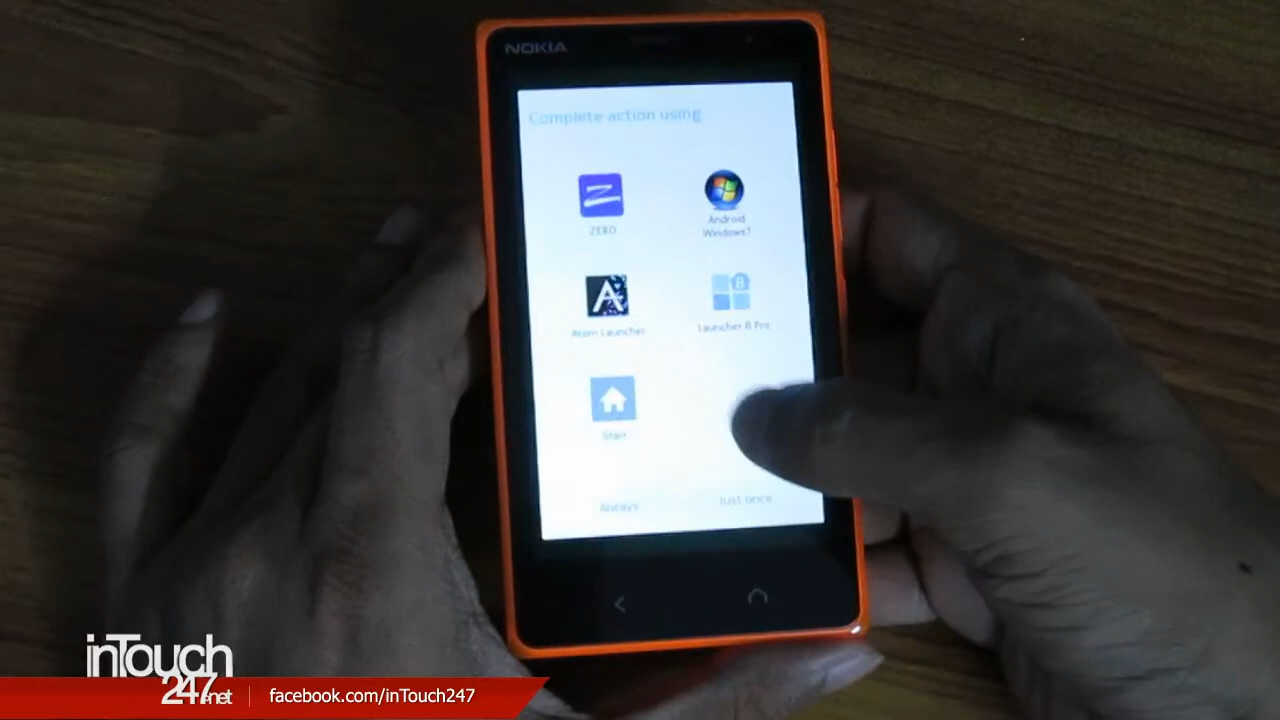 NOKIA
Complete action using
ZERO
Android
Windows7
Atom Launcher
Launcher 8 Pro
Start
Always
Just once
inTouch
247.net
facebook.com/inTouch247